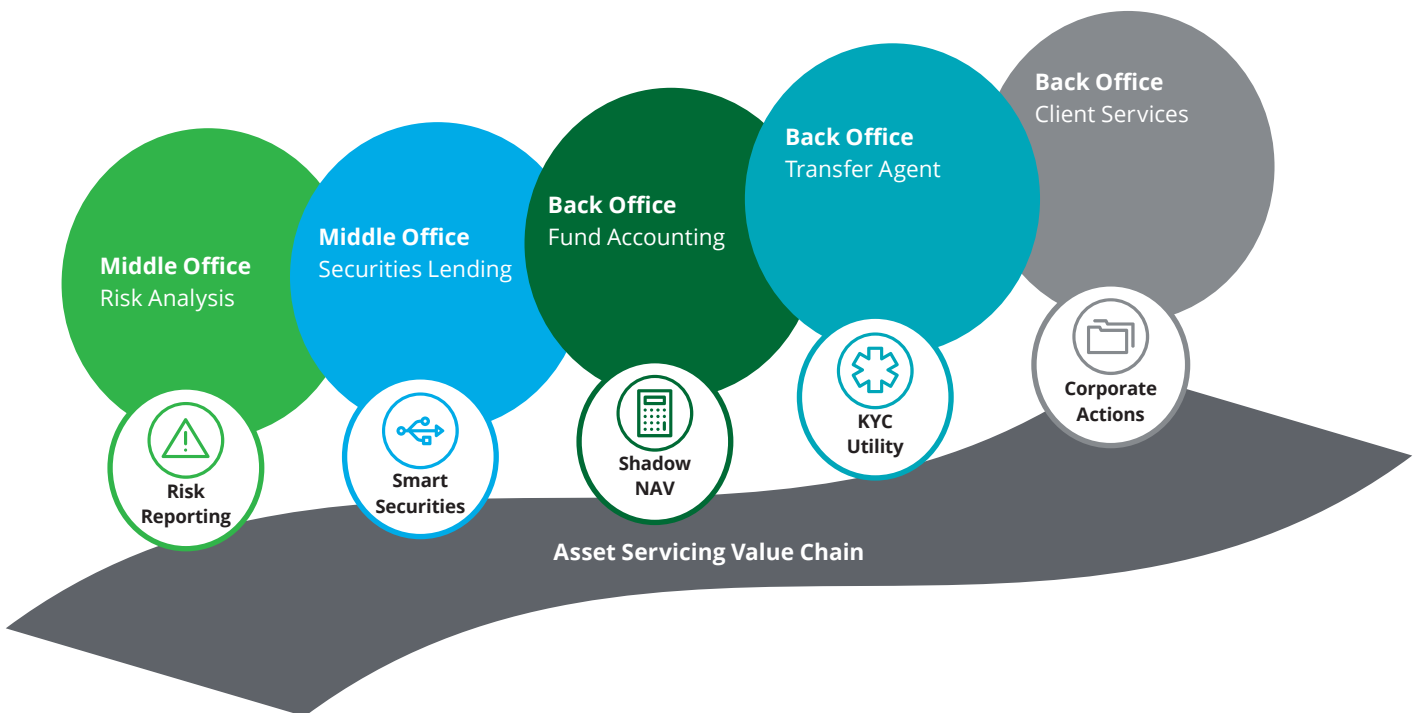 Middle Office
Risk Analysis
Risk
Reporting
Middle Office
Securities Lending
Smart
Securities
Back Office
Fund Accounting
Shadow
NAV
Back Office
Transfer Agent
KYC
Utility
Back Office
Client Services
Corporate
Actions
Asset Servicing Value Chain